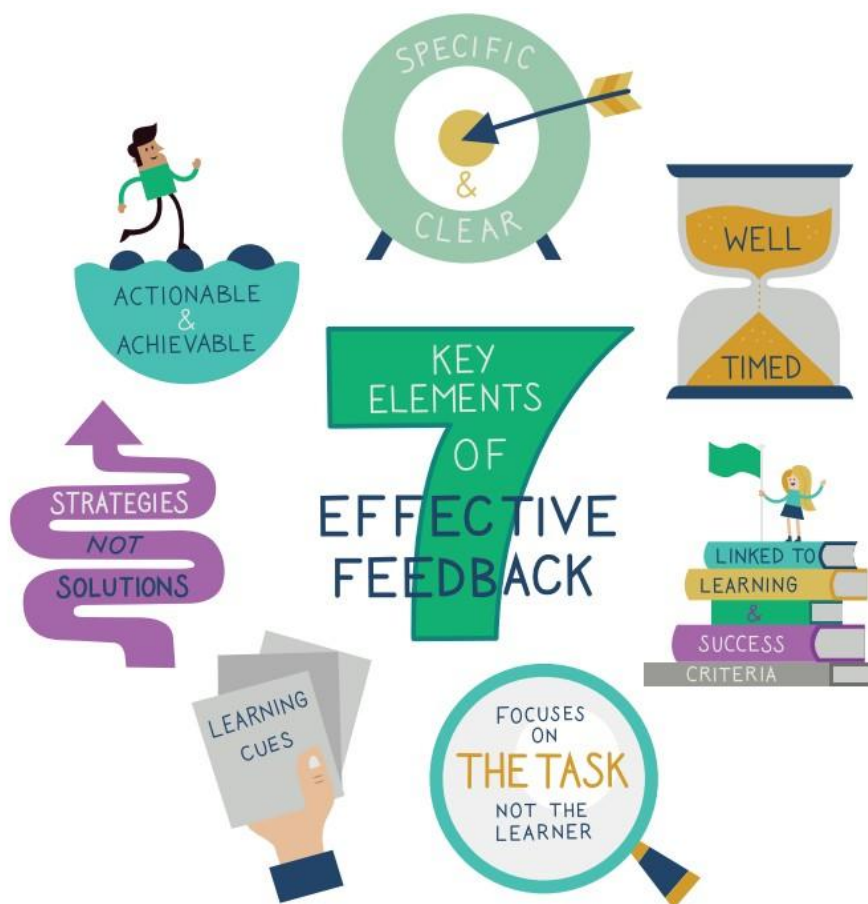 SPECIFIC
&
CLEAR
WELL
TIMED
LINKED TO
LEARNING
&
SUCCESS
CRITERIA
FOCUSES
ON
THE TASK
NOT THE
LEARNER
LEARNING
CUES
STRATEGIES
NOT
SOLUTIONS
ACTIONABLE
&
ACHIEVABLE
7
KEY
ELEMENTS
OF
EFFECTIVE
FEEDBACK